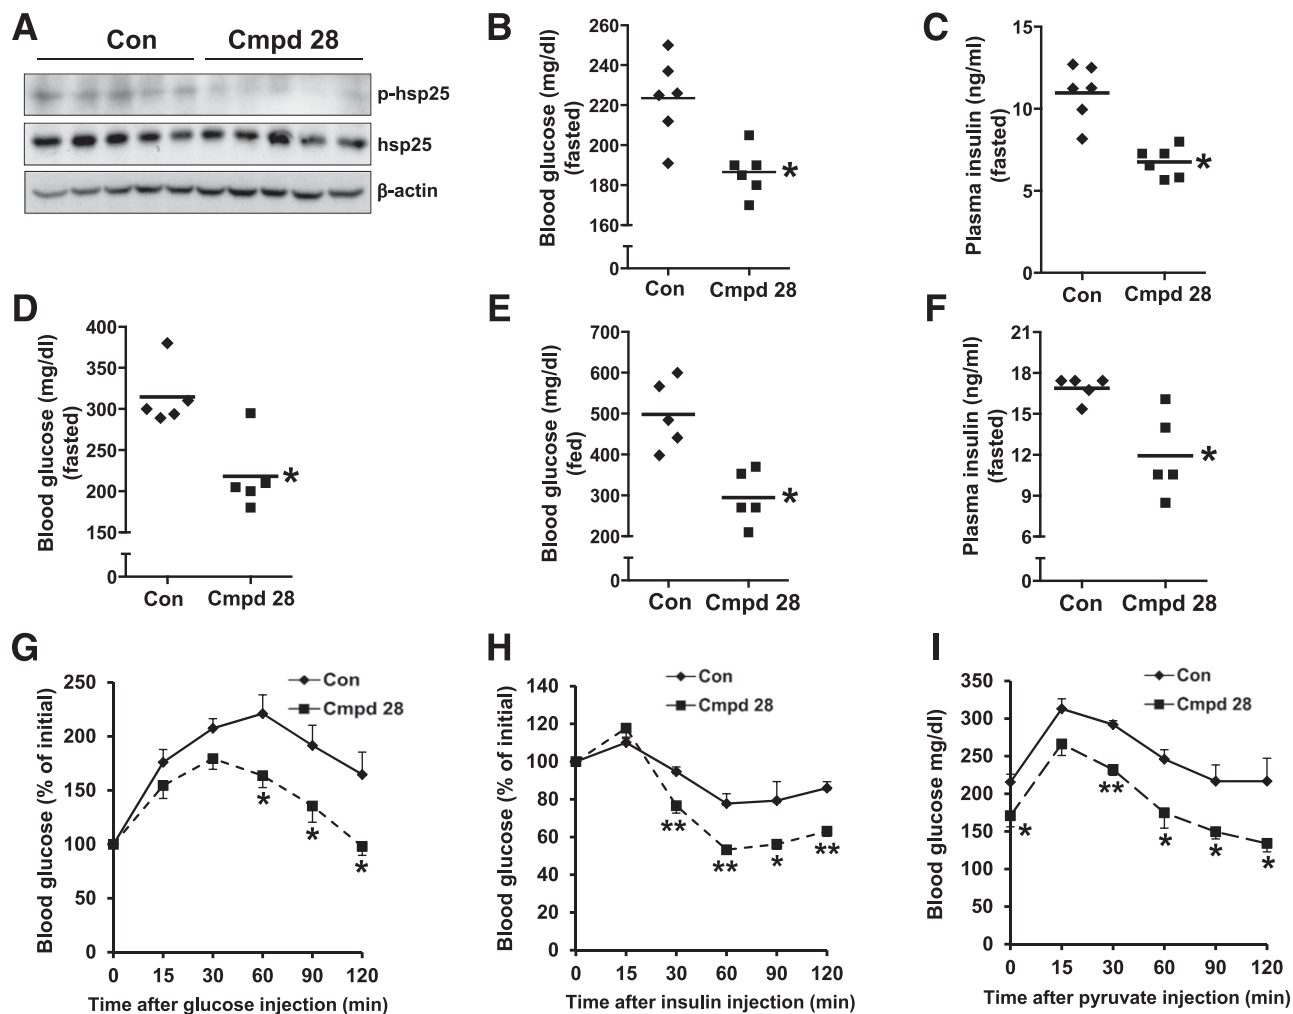 A
Con
Cmpd 28
p-hsp25
hsp25
β-actin
B
Blood glucose (mg/dl)
(fasted)
260
240
220
200
180
160
0
*
Con
Cmpd 28
C
Plasma insulin (ng/ml)
(fasted)
15
10
5
0
*
Con
Cmpd 28
D
Blood glucose (mg/dl)
(fasted)
400
350
300
250
200
150
0
*
Con
Cmpd 28
E
Blood glucose (mg/dl)
(fed)
700
600
500
400
300
200
0
*
Con
Cmpd 28
F
Plasma insulin (ng/ml)
(fasted)
21
18
15
12
9
6
0
*
Con
Cmpd 28
G
Blood glucose (% of initial)
250
200
150
100
50
0
Con
Cmpd 28
*
*
*
0 15 30 60 90 120
Time after glucose injection (min)
H
Blood glucose (% of initial)
140
120
100
80
60
40
20
0
Con
Cmpd 28
**
**
*
**
0 15 30 60 90 120
Time after insulin injection (min)
I
Blood glucose mg/dl)
350
300
250
200
150
100
50
0
Con
Cmpd 28
*
**
*
*
*
0 15 30 60 90 120
Time after pyruvate injection (min)